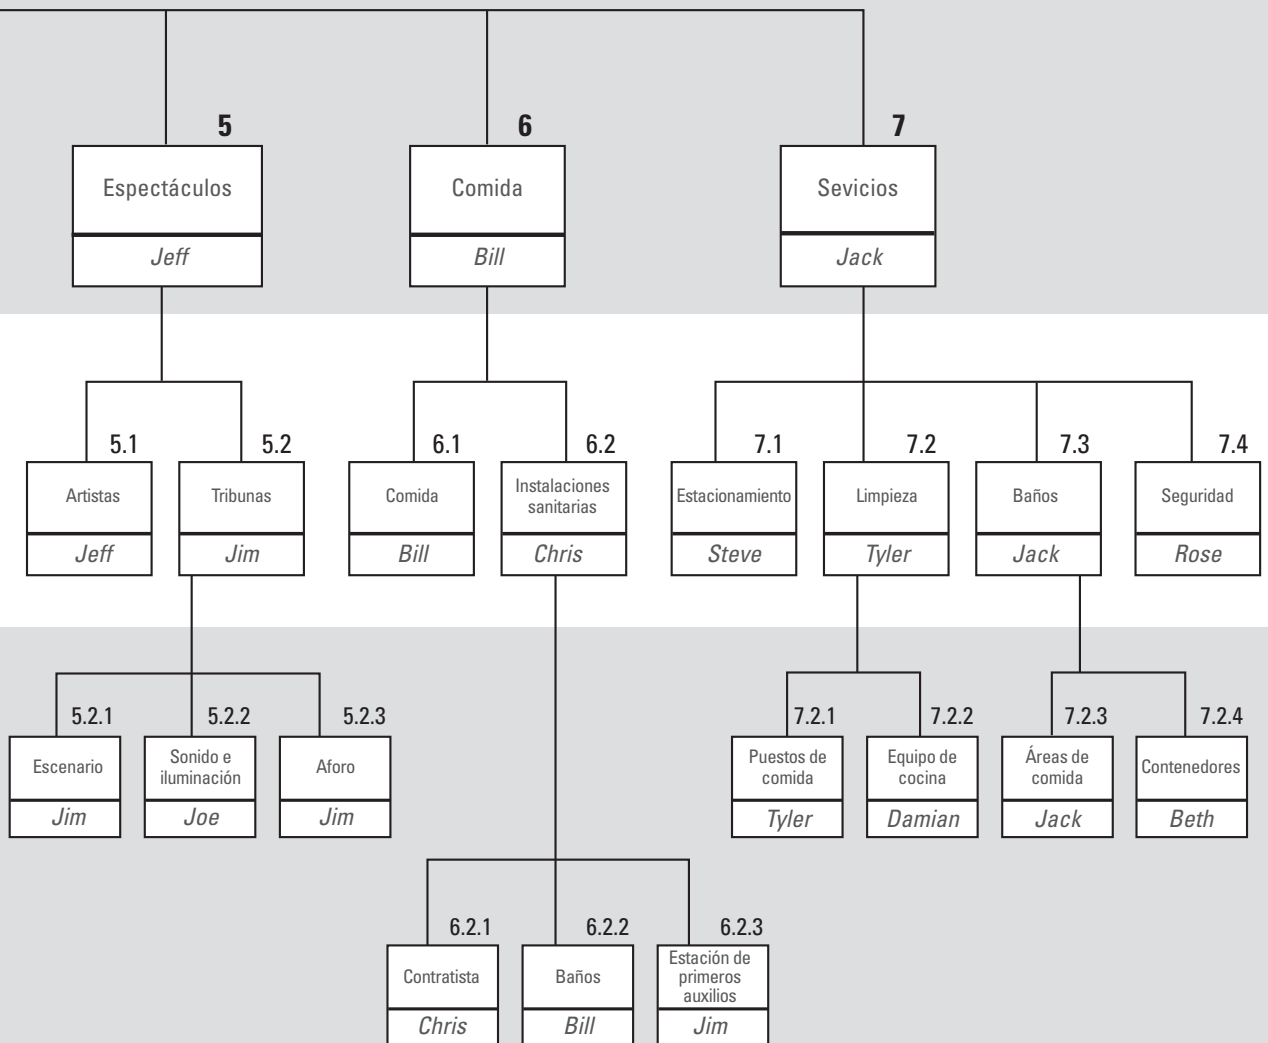 5
Espectáculos
Jeff
6
Comida
Bill
7
Sevicios
Jack
5.1
Artistas
Jeff
5.2
Tribunas
Jim
6.1
Comida
Bill
6.2
Instalaciones
sanitarias
Chris
7.1
Estacionamiento
Steve
7.2
Limpieza
Tyler
7.3
Baños
Jack
7.4
Seguridad
Rose
5.2.1
Escenario
Jim
5.2.2
Sonido e
iluminación
Joe
5.2.3
Aforo
Jim
7.2.1
Puestos de
comida
Tyler
7.2.2
Equipo de
cocina
Damian
7.2.3
Áreas de
comida
Jack
7.2.4
Contenedores
Beth
6.2.1
Contratista
Chris
6.2.2
Baños
Bill
6.2.3
Estación de
primeros
auxilios
Jim